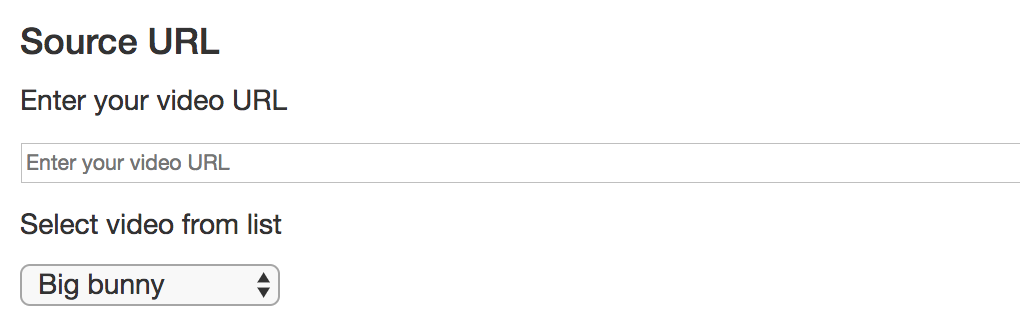 Source URL
Enter your video URL
Enter your video URL
Select video from list
Big bunny